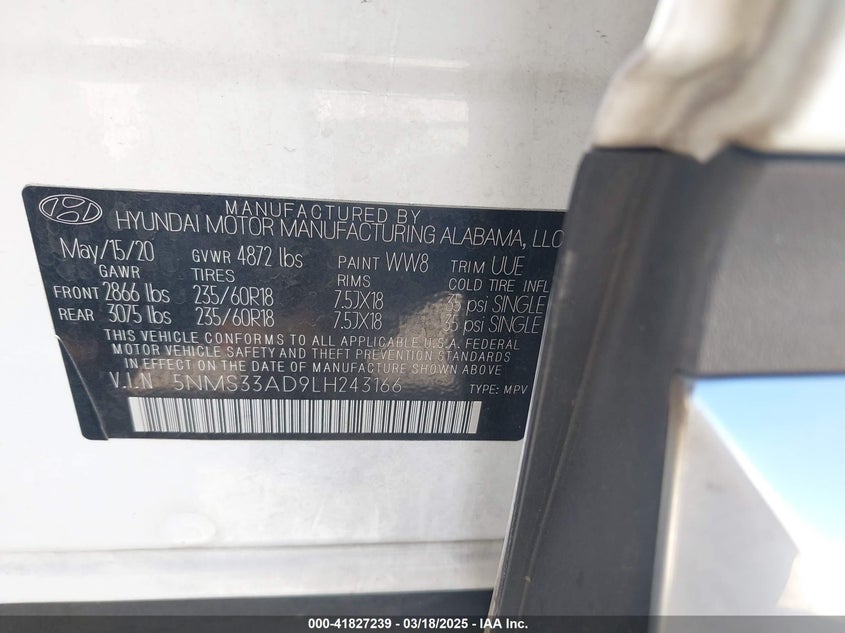 MANUFACTURED BY
HYUNDAI MOTOR MANUFACTURING ALABAMA, LLC
May/15/20 GVWR 4872 lbs PAINT WW8 TRIM UUE
GAWR TIRES RIMS COLD TIRE INFL
FRONT 2866 lbs 235/60R18 7.5JX18 35 psi SINGLE
REAR 3075 lbs 235/60R18 7.5JX18 35 psi SINGLE
THIS VEHICLE CONFORMS TO ALL APPLICABLE U.S.A. FEDERAL
MOTOR VEHICLE SAFETY AND THEFT PREVENTION STANDARDS
IN EFFECT ON THE DATE OF MANUFACTURE SHOWN ABOVE
V.I.N 5NMS33AD9LH243166 TYPE: MPV
000-41827239 — 03/18/2025 — IAA Inc.